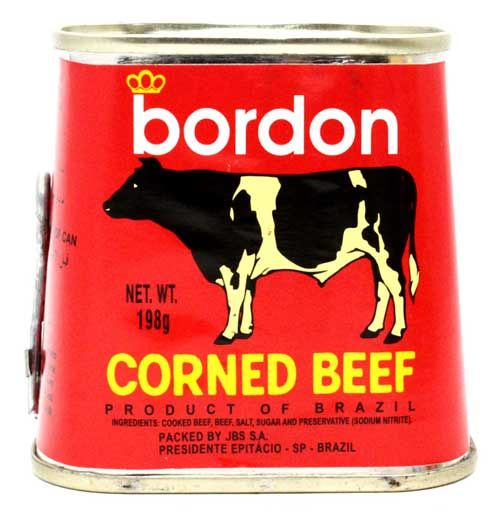 bordon
NET. WT.
198g
CORNED BEEF
PRODUCT OF BRAZIL
INGREDIENTS: COOKED BEEF, BEEF, SALT, SUGAR AND PRESERVATIVE (SODIUM NITRITE).
PACKED BY JBS S.A.
PRESIDENTE EPITÁCIO - SP - BRAZIL
CAN